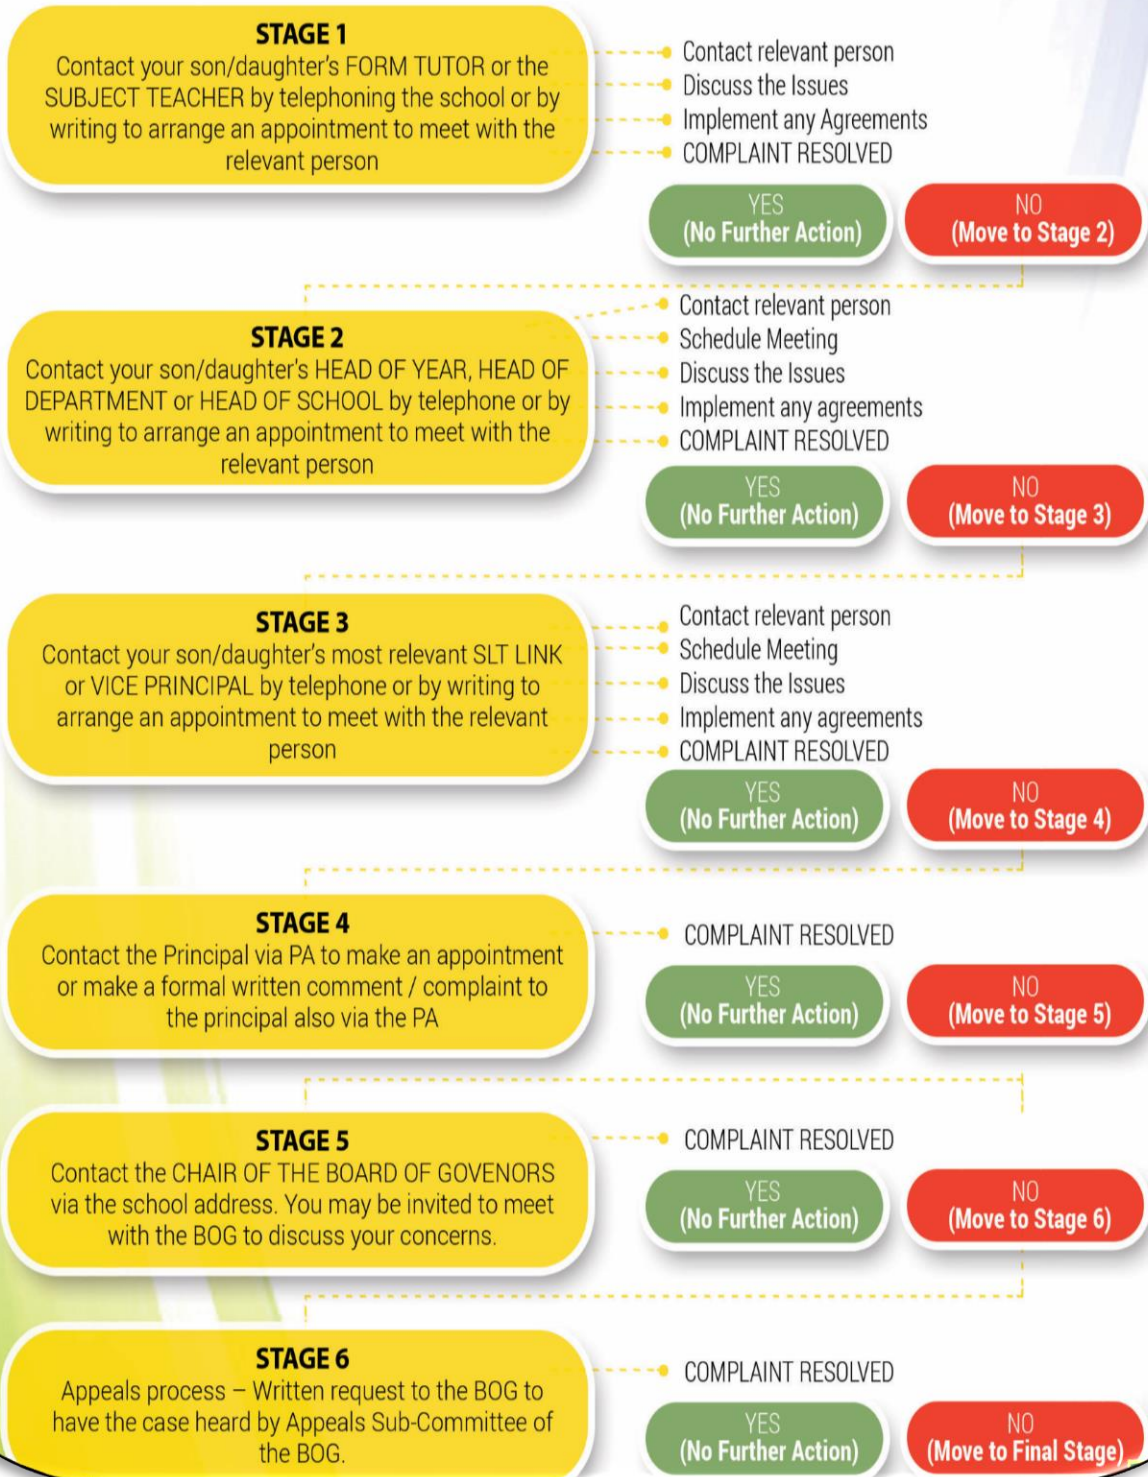 STAGE 1
Contact your son/daughter's FORM TUTOR or the
SUBJECT TEACHER by telephoning the school or by
writing to arrange an appointment to meet with the
relevant person
Contact relevant person
Discuss the Issues
Implement any Agreements
COMPLAINT RESOLVED
YES
(No Further Action)
NO
(Move to Stage 2)
STAGE 2
Contact your son/daughter's HEAD OF YEAR, HEAD OF
DEPARTMENT or HEAD OF SCHOOL by telephone or by
writing to arrange an appointment to meet with the
relevant person
Contact relevant person
Schedule Meeting
Discuss the Issues
Implement any agreements
COMPLAINT RESOLVED
YES
(No Further Action)
NO
(Move to Stage 3)
STAGE 3
Contact your son/daughter's most relevant SLT LINK
or VICE PRINCIPAL by telephone or by writing to
arrange an appointment to meet with the relevant
person
Contact relevant person
Schedule Meeting
Discuss the Issues
Implement any agreements
COMPLAINT RESOLVED
YES
(No Further Action)
NO
(Move to Stage 4)
STAGE 4
Contact the Principal via PA to make an appointment
or make a formal written comment / complaint to
the principal also via the PA
COMPLAINT RESOLVED
YES
(No Further Action)
NO
(Move to Stage 5)
STAGE 5
Contact the CHAIR OF THE BOARD OF GOVENORS
via the school address. You may be invited to meet
with the BOG to discuss your concerns.
COMPLAINT RESOLVED
YES
(No Further Action)
NO
(Move to Stage 6)
STAGE 6
Appeals process – Written request to the BOG to
have the case heard by Appeals Sub-Committee of
the BOG.
COMPLAINT RESOLVED
YES
(No Further Action)
NO
(Move to Final Stage)